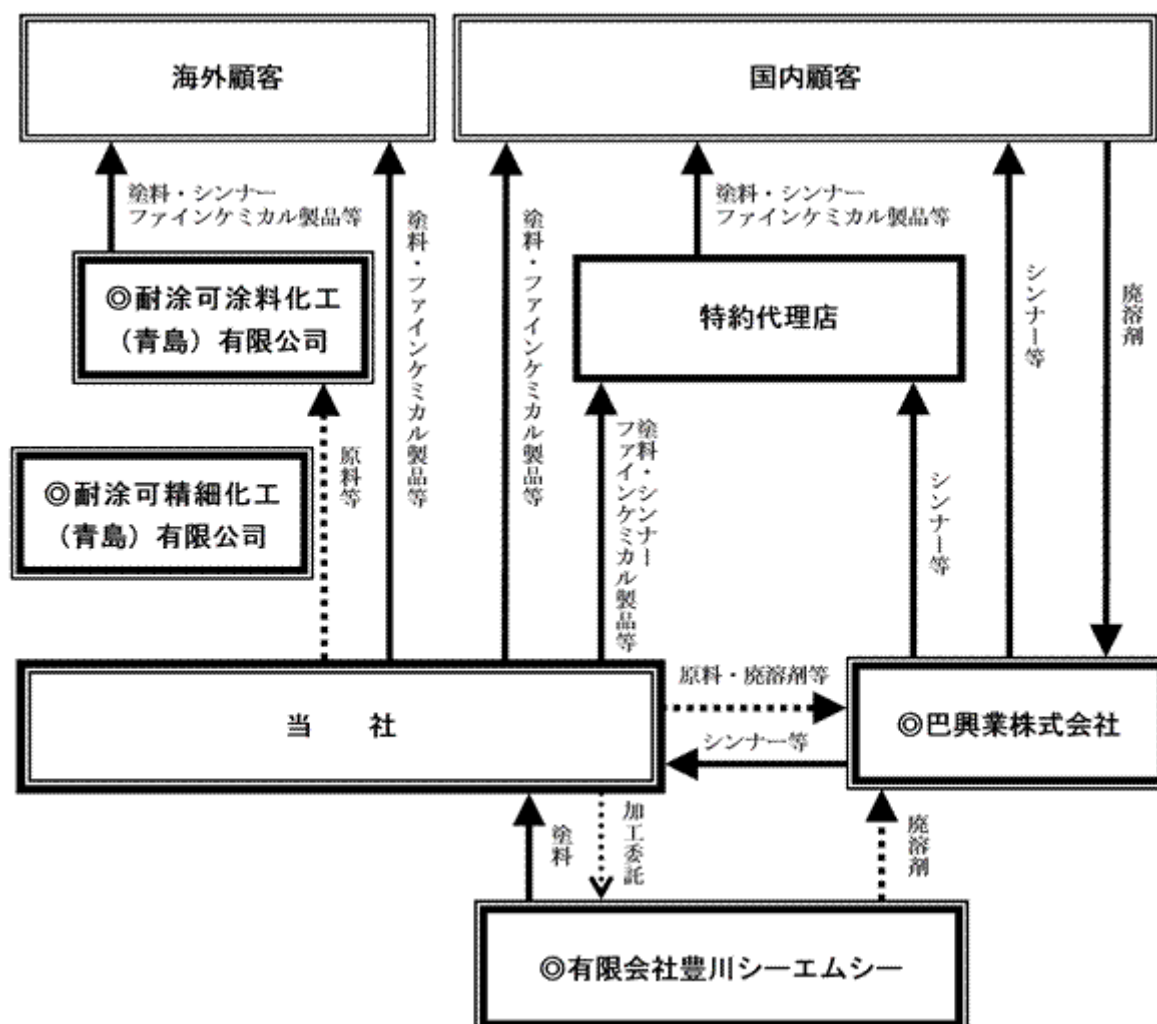 海外顧客
国内顧客
塗料・シンナー
ファインケミカル製品等
塗料・ファインケミカル製品等
塗料・ファインケミカル製品等
塗料・シンナー
ファインケミカル製品等
シンナー等
廃溶剤
◎耐涂可涂料化工
（青島）有限公司
特約代理店
原料等
塗料・シンナー
ファインケミカル製品等
シンナー等
◎耐涂可精細化工
（青島）有限公司
当　　社
原料・廃溶剤等
シンナー等
◎巴興業株式会社
塗料
加工委託
廃溶剤
◎有限会社豊川シーエムシー